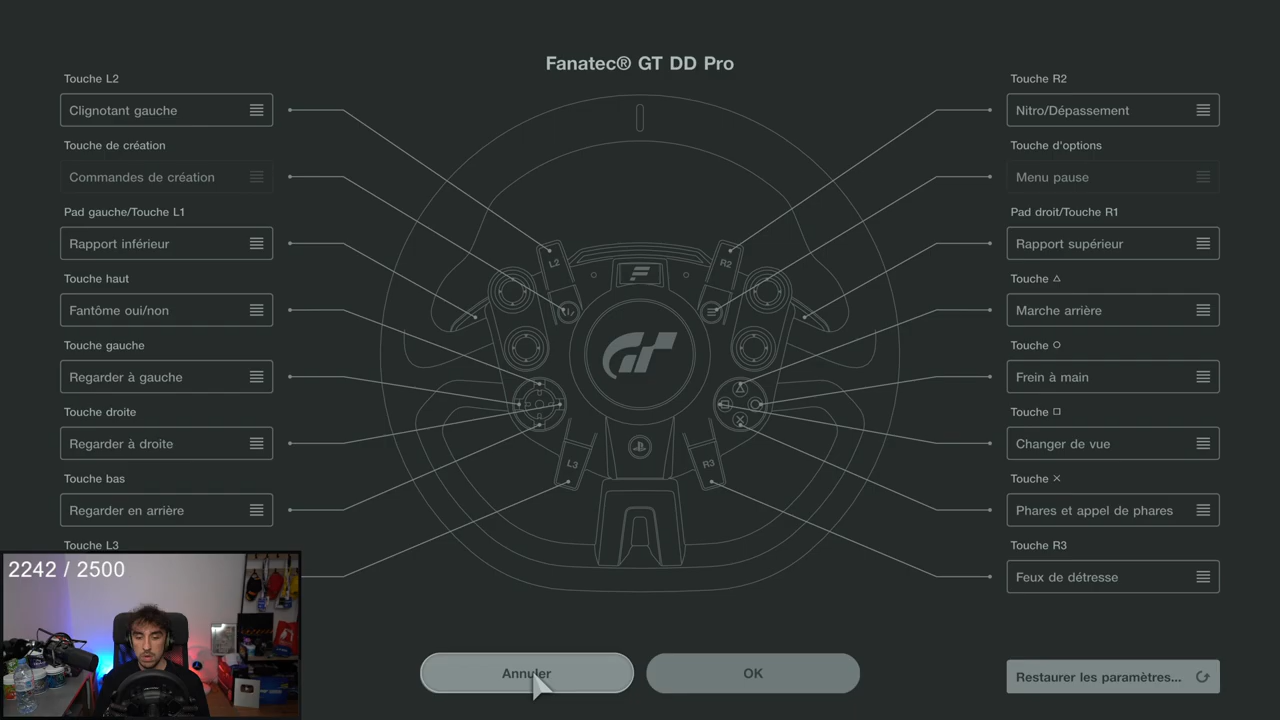 Fanatec® GT DD Pro
Touche L2
Clignotant gauche
Touche de création
Commandes de création
Pad gauche/Touche L1
Rapport inférieur
Touche haut
Fantôme oui/non
Touche gauche
Regarder à gauche
Touche droite
Regarder à droite
Touche bas
Regarder en arrière
Touche L3
2242 / 2500
L2
R2
L3
R3
Touche R2
Nitro/Dépassement
Touche d'options
Menu pause
Pad droit/Touche R1
Rapport supérieur
Touche △
Marche arrière
Touche ○
Frein à main
Touche □
Changer de vue
Touche ×
Phares et appel de phares
Touche R3
Feux de détresse
Annuler
OK
Restaurer les paramètres...